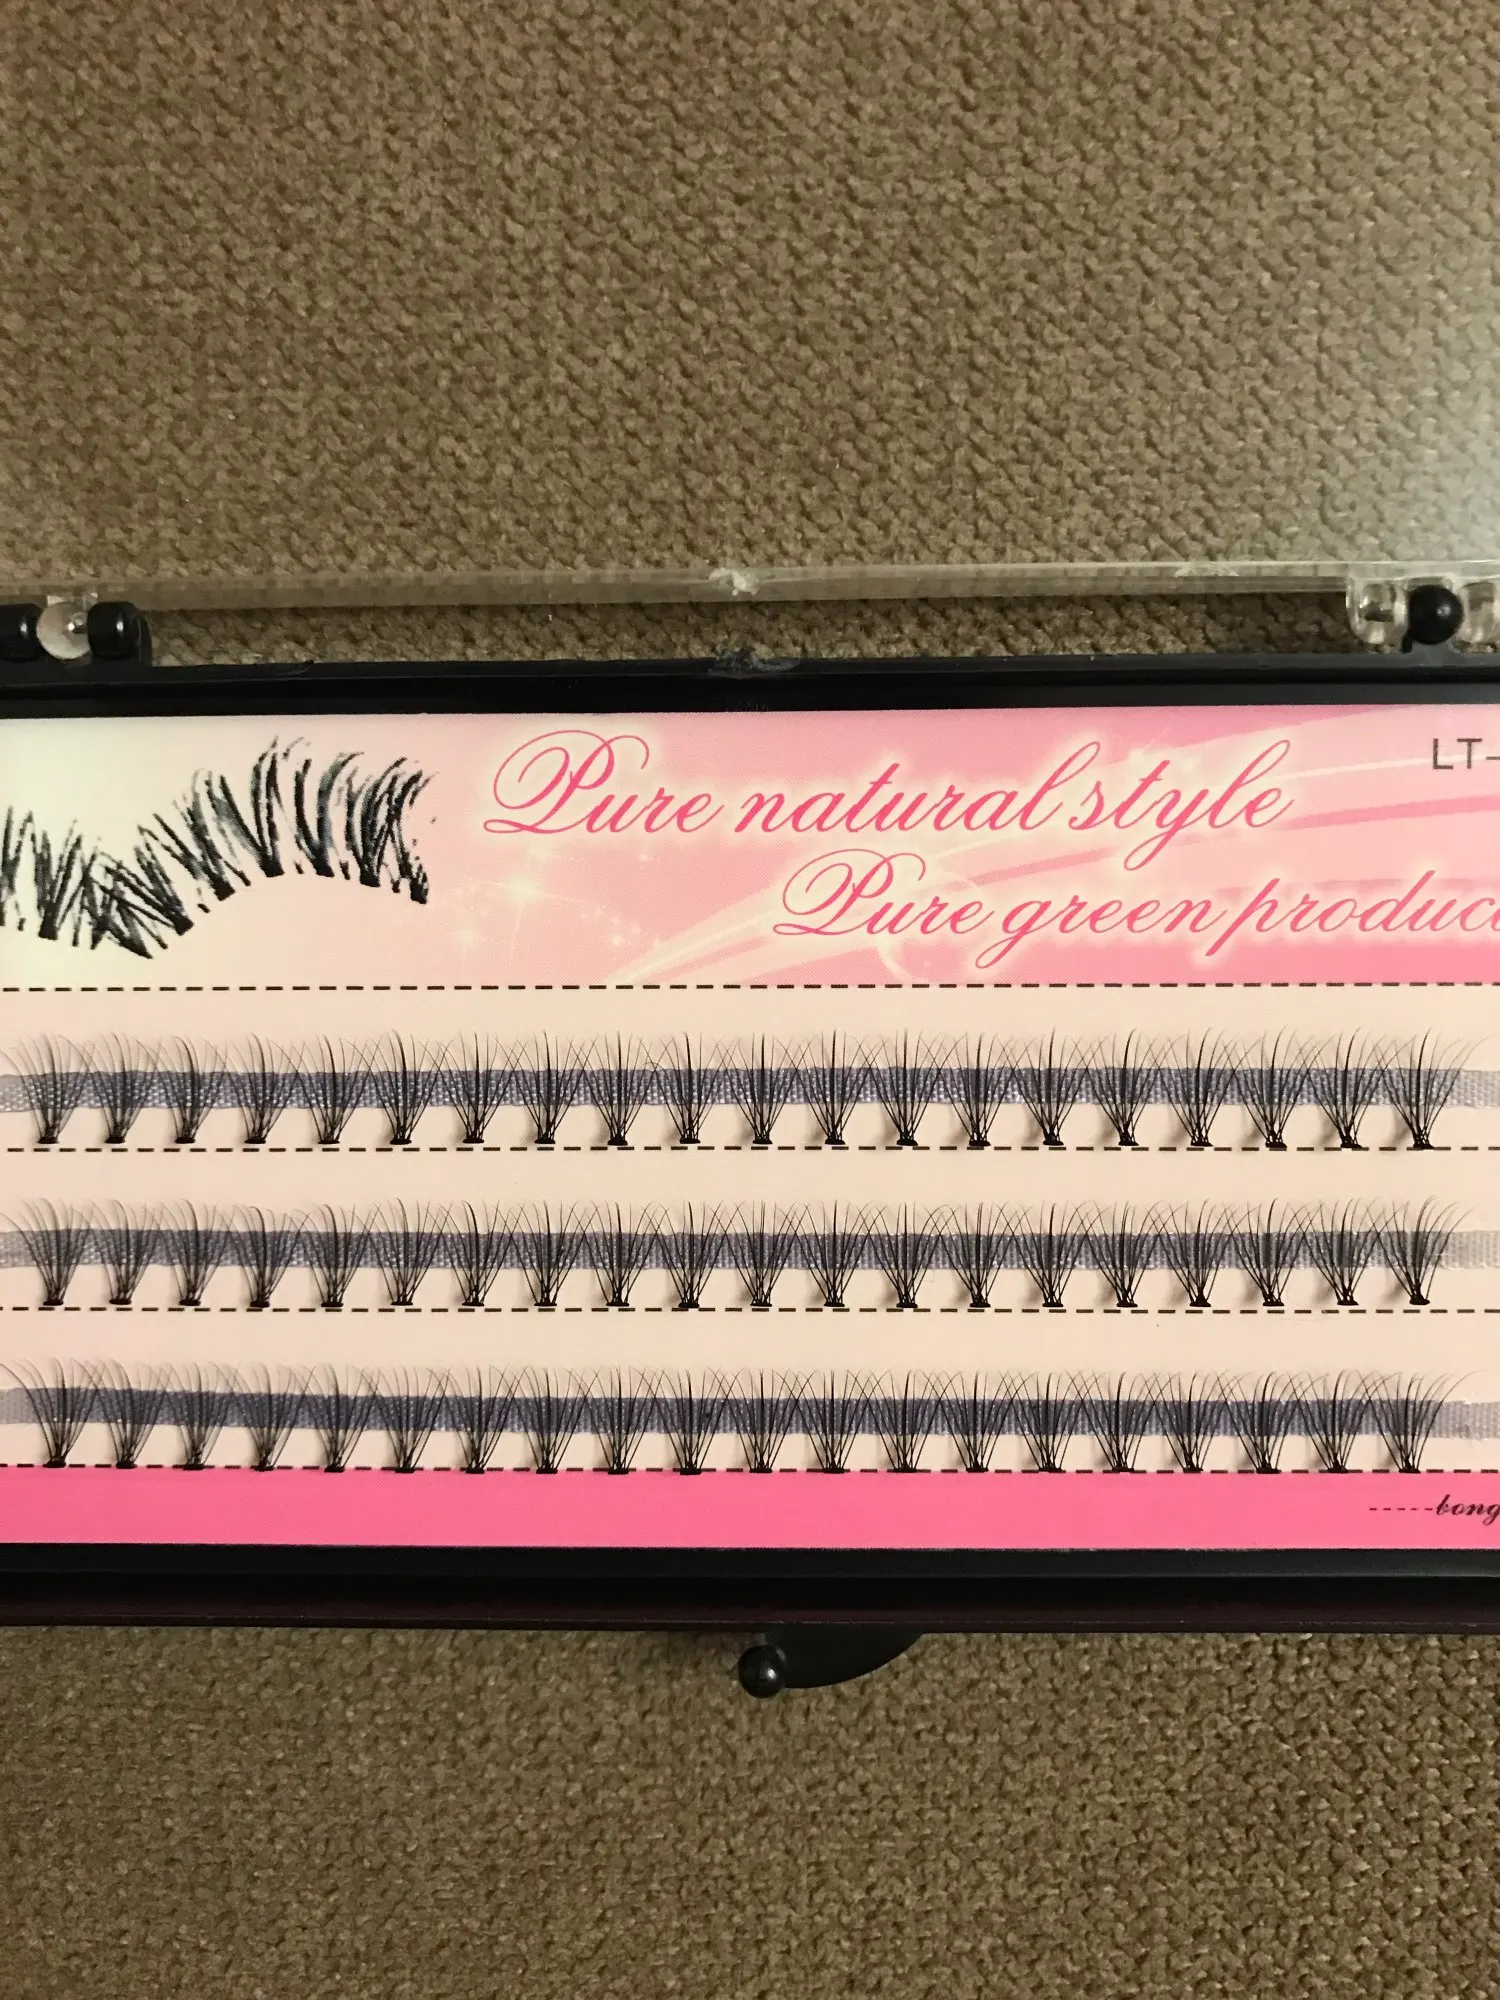 Pure natural style
LT-
Pure green produc
-----bong